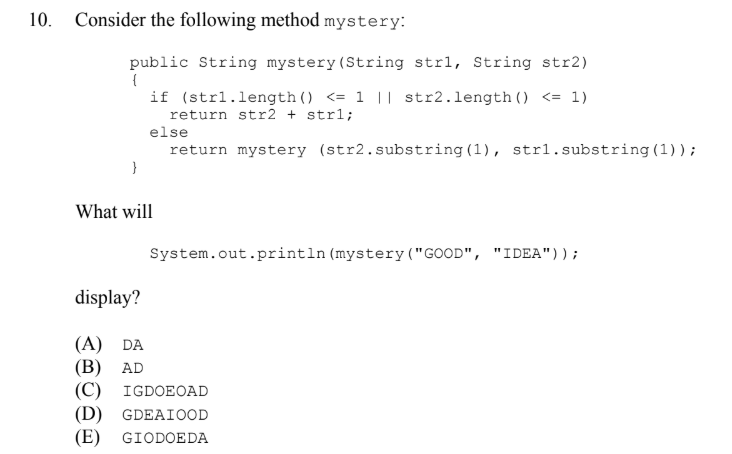 10. Consider the following method mystery:
public String mystery(String str1, String str2)
{
if (str1.length() <= 1 || str2.length() <= 1)
return str2 + str1;
else
return mystery (str2.substring(1), str1.substring(1));
}
What will
System.out.println(mystery("GOOD", "IDEA"));
display?
(A) DA
(B) AD
(C) IGDOEOAD
(D) GDEAIOOD
(E) GIODOEDA